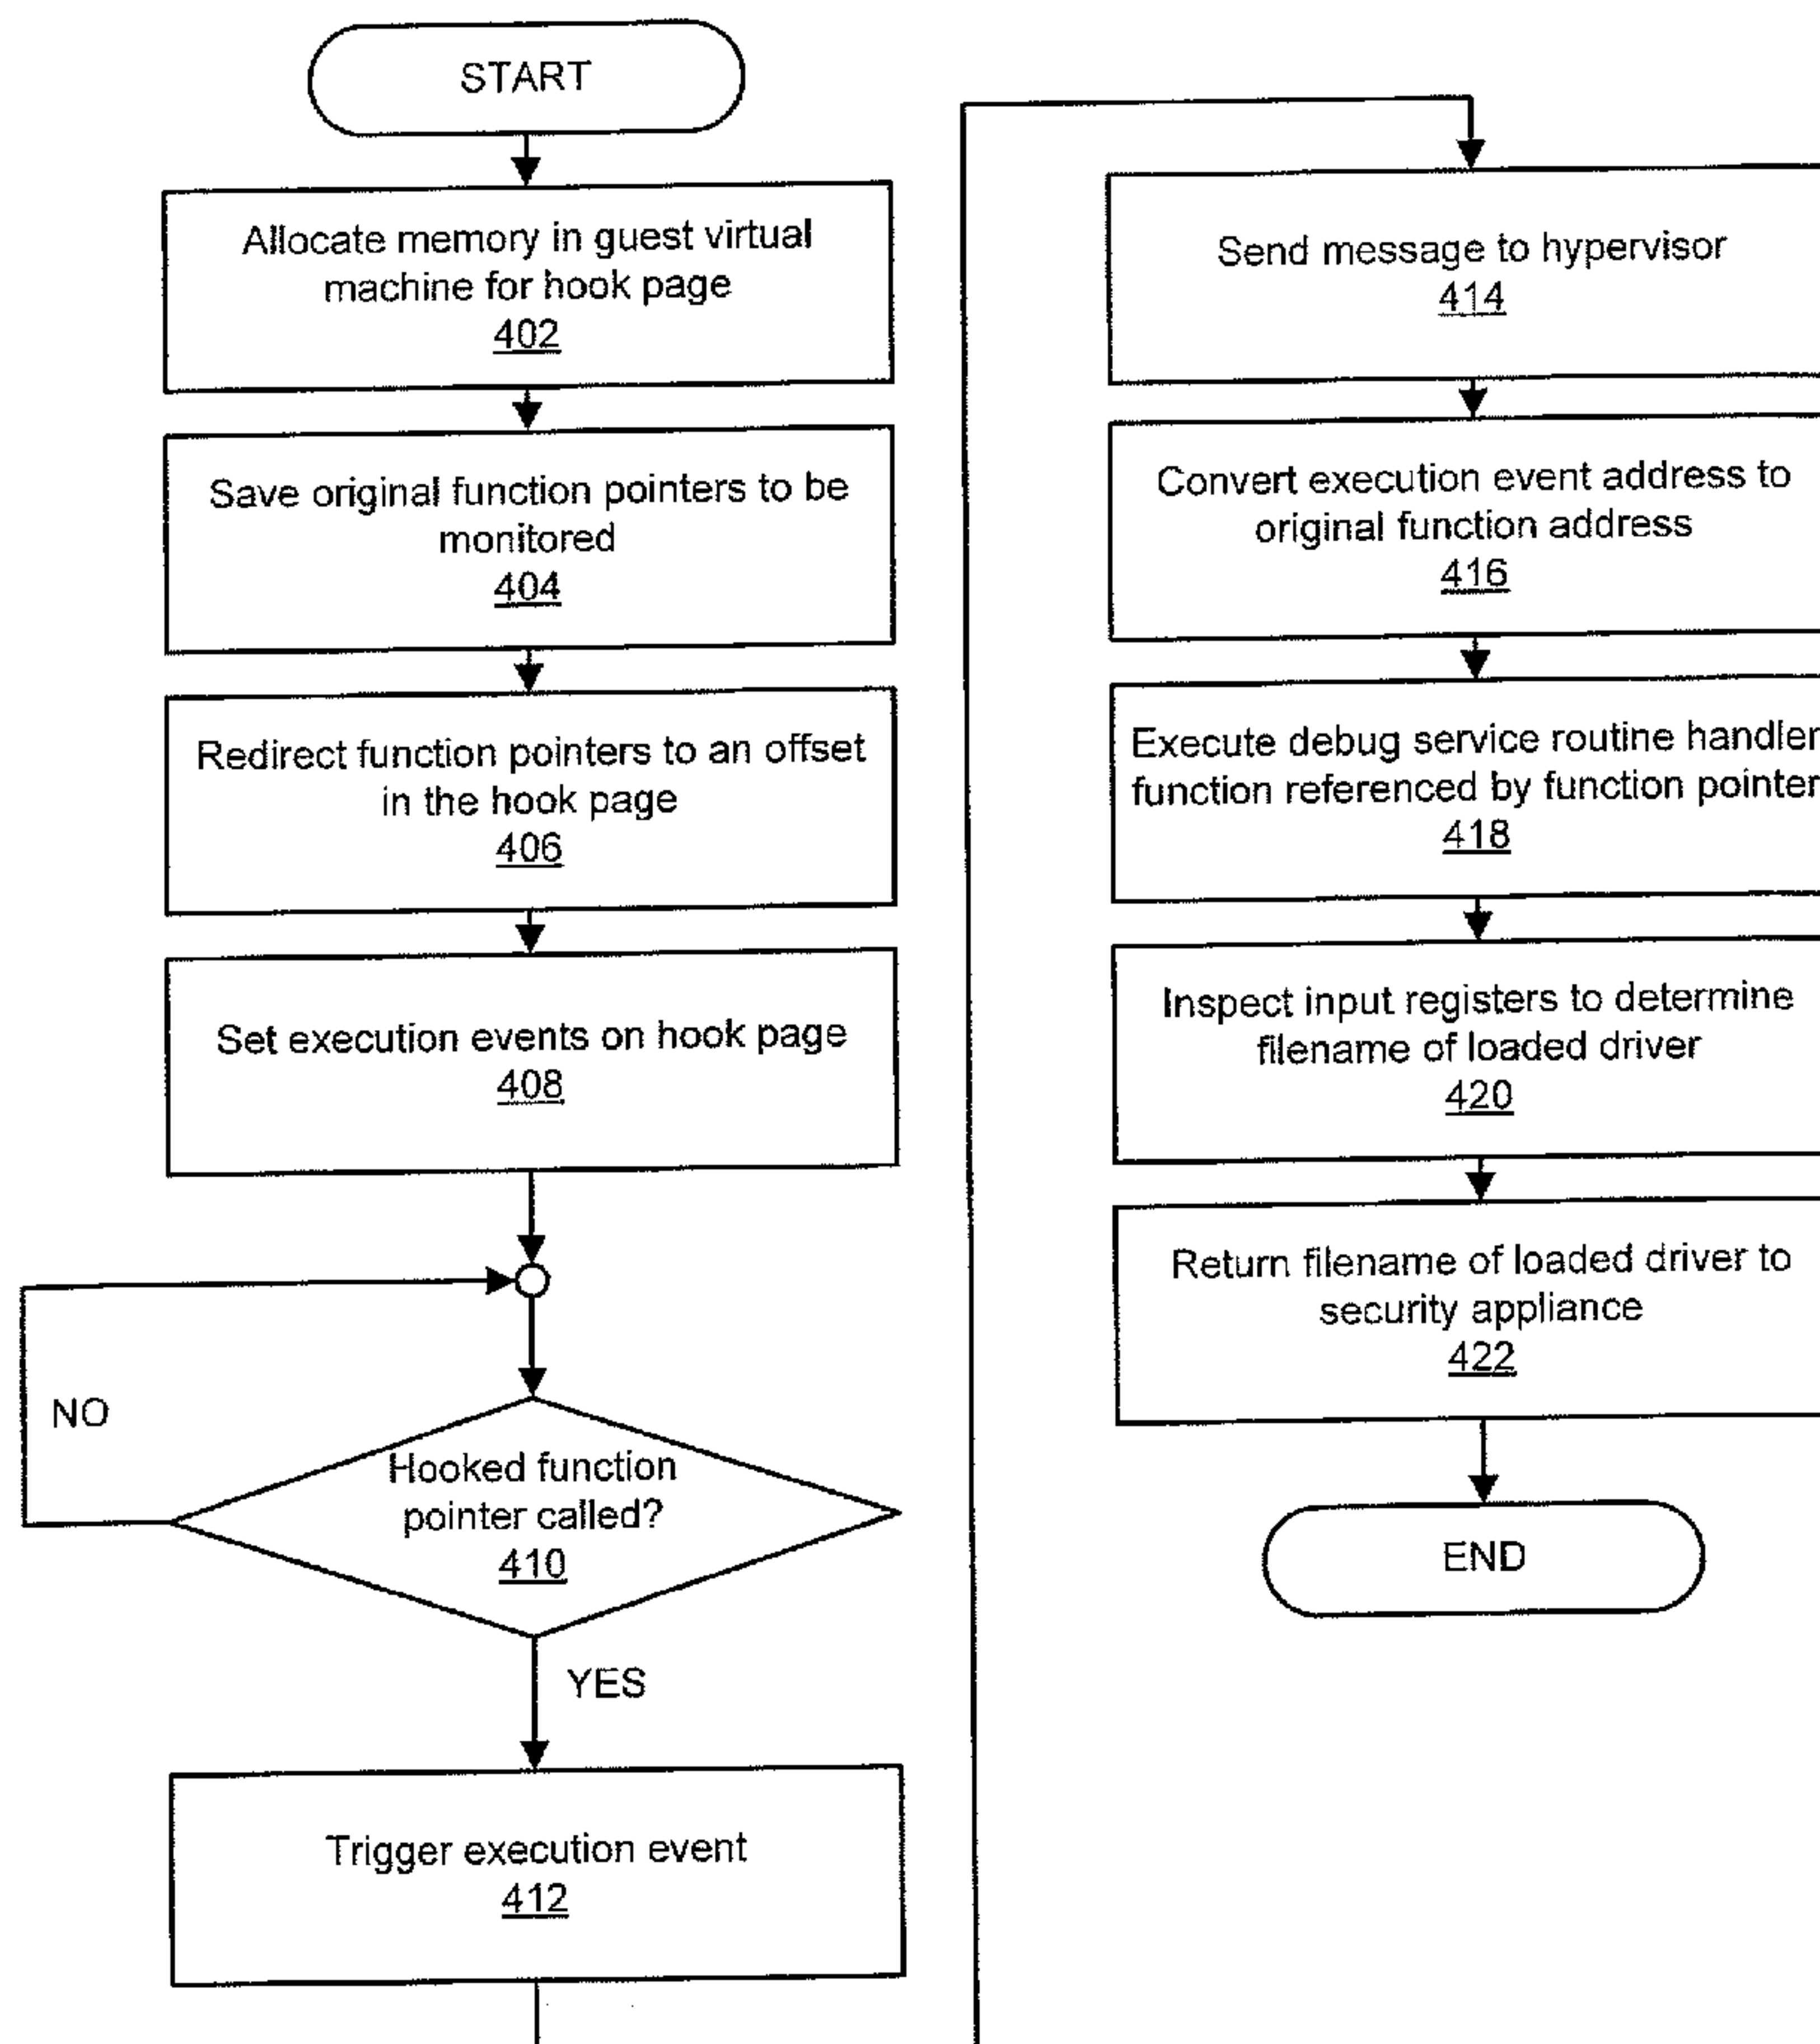 START
Allocate memory in guest virtual
machine for hook page
402
Save original function pointers to be
monitored
404
Redirect function pointers to an offset
in the hook page
406
Set execution events on hook page
408
NO
Hooked function
pointer called?
410
YES
Trigger execution event
412
Send message to hypervisor
414
Convert execution event address to
original function address
416
Execute debug service routine handler
function referenced by function pointer
418
Inspect input registers to determine
filename of loaded driver
420
Return filename of loaded driver to
security appliance
422
END